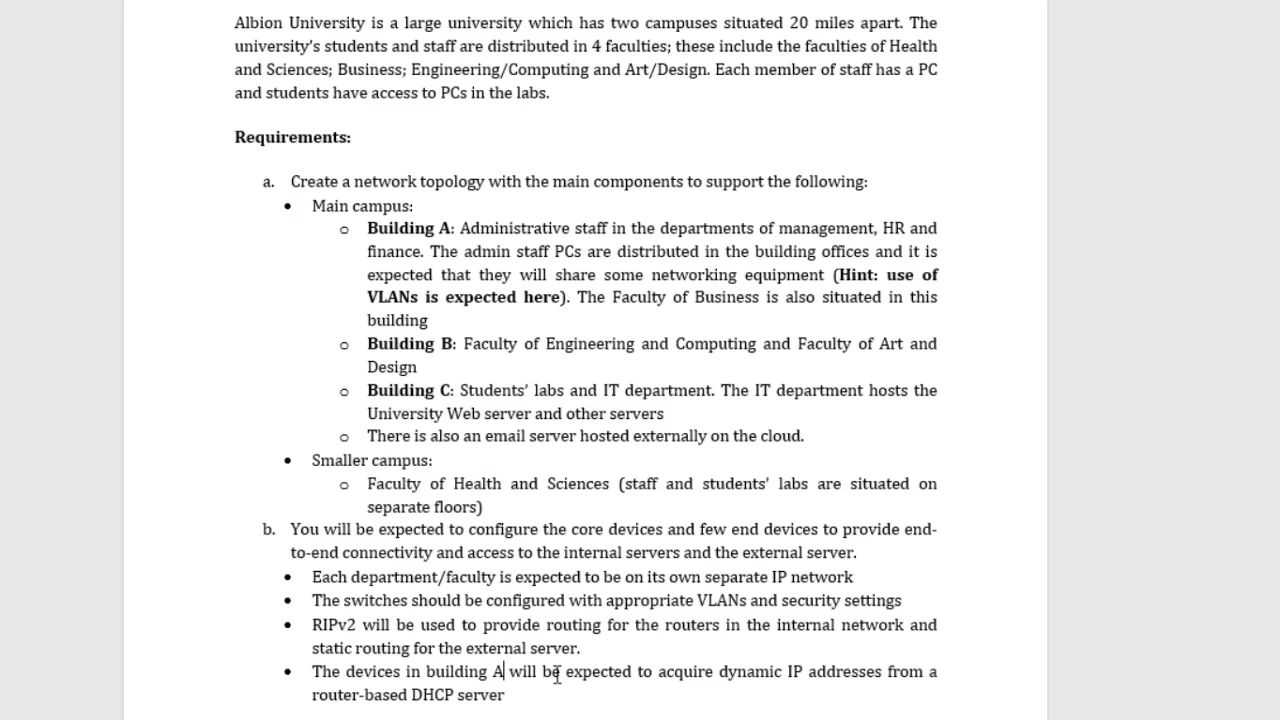 Albion University is a large university which has two campuses situated 20 miles apart. The
university's students and staff are distributed in 4 faculties; these include the faculties of Health
and Sciences; Business; Engineering/Computing and Art/Design. Each member of staff has a PC
and students have access to PCs in the labs.
Requirements:
a. Create a network topology with the main components to support the following:
• Main campus:
o Building A: Administrative staff in the departments of management, HR and
finance. The admin staff PCs are distributed in the building offices and it is
expected that they will share some networking equipment (Hint: use of
VLANs is expected here). The Faculty of Business is also situated in this
building
o Building B: Faculty of Engineering and Computing and Faculty of Art and
Design
o Building C: Students' labs and IT department. The IT department hosts the
University Web server and other servers
o There is also an email server hosted externally on the cloud.
• Smaller campus:
o Faculty of Health and Sciences (staff and students' labs are situated on
separate floors)
b. You will be expected to configure the core devices and few end devices to provide end-
to-end connectivity and access to the internal servers and the external server.
• Each department/faculty is expected to be on its own separate IP network
• The switches should be configured with appropriate VLANs and security settings
• RIPv2 will be used to provide routing for the routers in the internal network and
static routing for the external server.
• The devices in building A will be expected to acquire dynamic IP addresses from a
router-based DHCP server